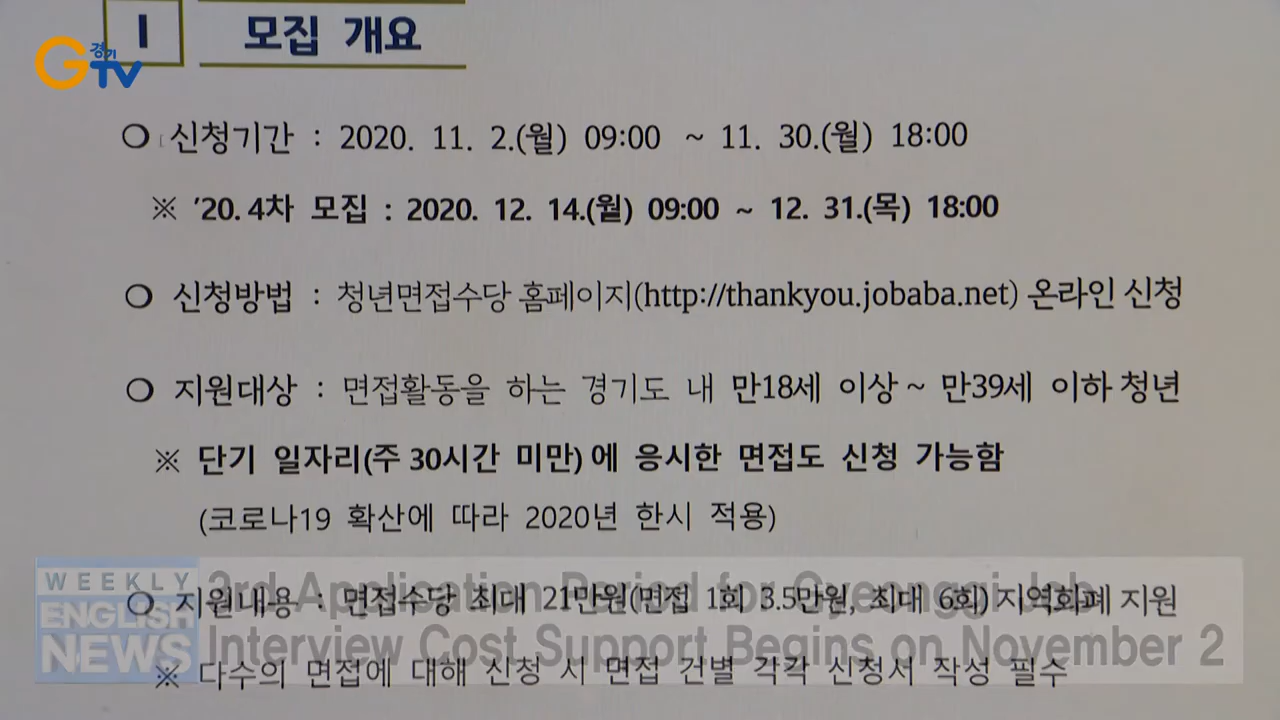 I 모집 개요
G 경기 TV
❍ 신청기간 : 2020. 11. 2.(월) 09:00 ~ 11. 30.(월) 18:00
※ '20. 4차 모집 : 2020. 12. 14.(월) 09:00 ~ 12. 31.(목) 18:00
❍ 신청방법 : 청년면접수당 홈페이지(http://thankyou.jobaba.net) 온라인 신청
❍ 지원대상 : 면접활동을 하는 경기도 내 만18세 이상 ~ 만39세 이하 청년
※ 단기 일자리(주 30시간 미만)에 응시한 면접도 신청 가능함
(코로나19 확산에 따라 2020년 한시 적용)
❍ 지원내용 : 면접수당 최대 21만원(면접 1회 3.5만원, 최대 6회) 지역화폐 지원
※ 다수의 면접에 대해 신청 시 면접 건별 각각 신청서 작성 필수
WEEKLY
ENGLISH
NEWS
3rd Application Period for Gyeonggi Job
Interview Cost Support Begins on November 2